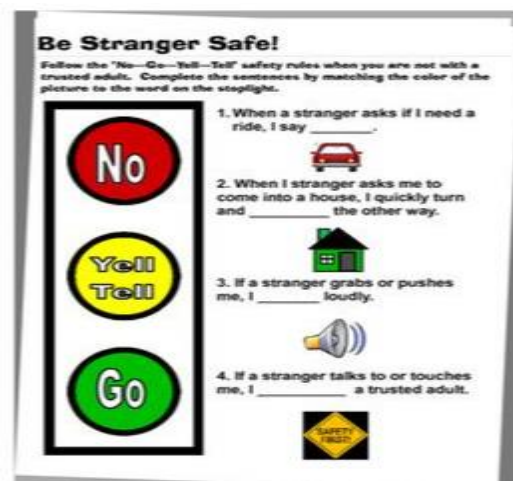 Be Stranger Safe!
Follow the "No—Go—Yell—Tell" safety rules when you are not with a
trusted adult. Complete the sentences by matching the color of the
picture to the word on the stoplight.
No
Yell
Tell
Go
1. When a stranger asks if I need a
ride, I say ______.
2. When I stranger asks me to
come into a house, I quickly turn
and ________ the other way.
3. If a stranger grabs or pushes
me, I ______ loudly.
4. If a stranger talks to or touches
me, I _________ a trusted adult.
SAFETY
FIRST!